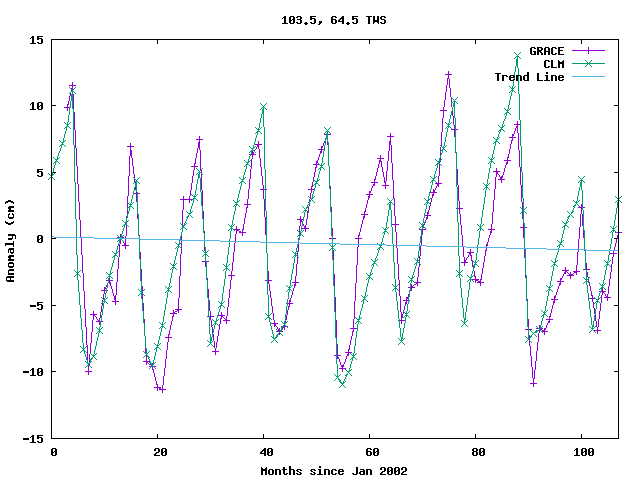 103.5, 64.5 TWS
GRACE
CLM
Trend Line
15
10
5
0
-5
-10
-15
Anomaly (cm)
0 20 40 60 80 100
Months since Jan 2002